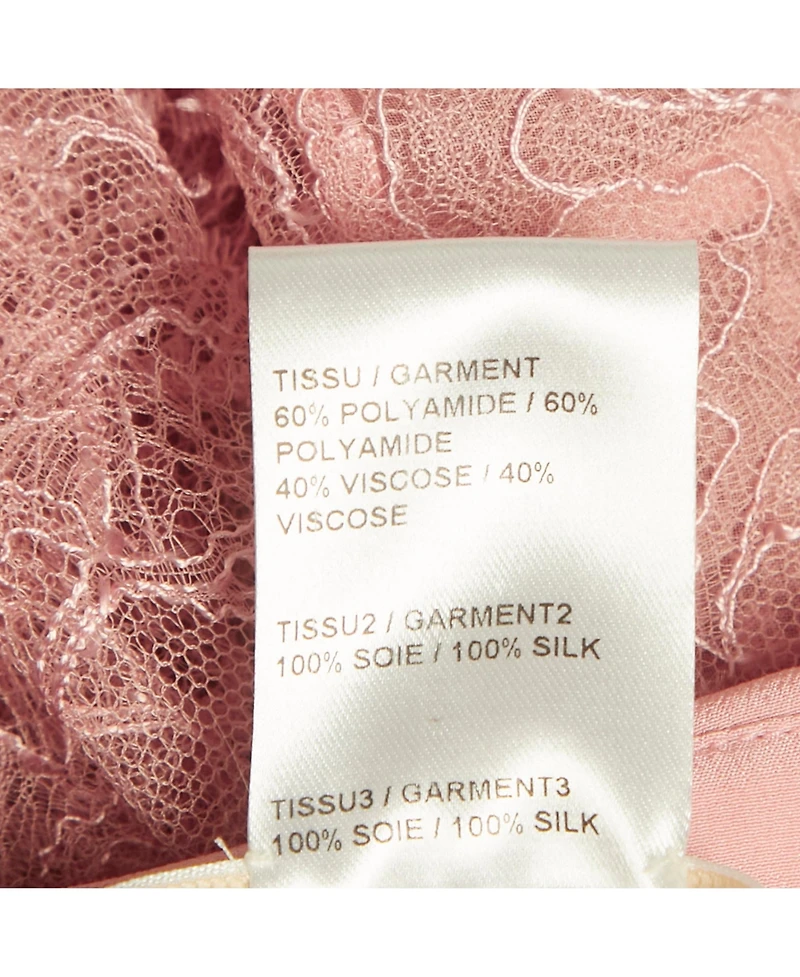 TISSU / GARMENT
60% POLYAMIDE / 60%
POLYAMIDE
40% VISCOSE / 40%
VISCOSE
TISSU2 / GARMENT2
100% SOIE / 100% SILK
TISSU3 / GARMENT3
100% SOIE / 100% SILK